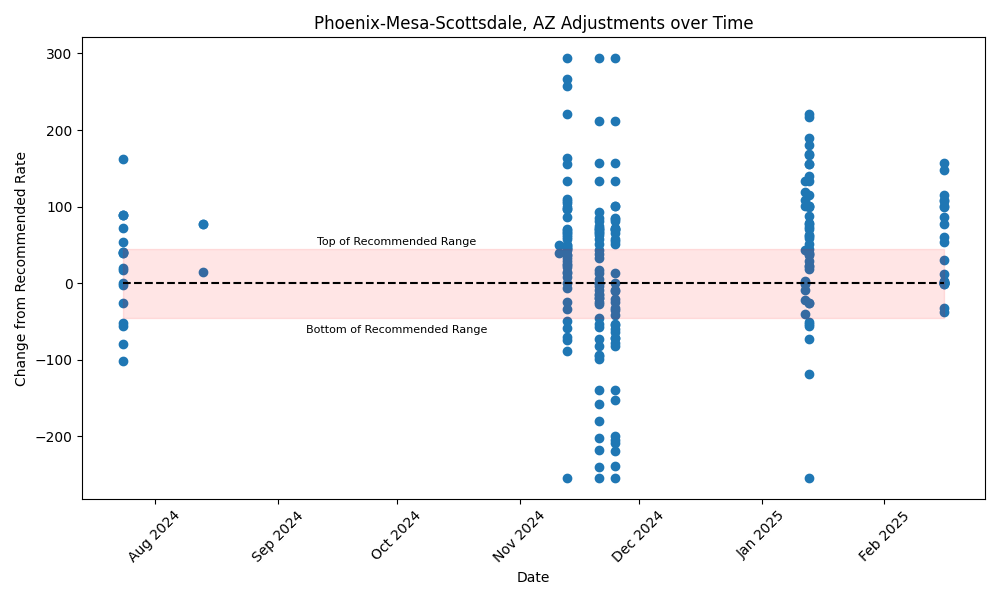 Phoenix-Mesa-Scottsdale, AZ Adjustments over Time
Change from Recommended Rate
300
200
100
0
−100
−200
Top of Recommended Range
Bottom of Recommended Range
Aug 2024
Sep 2024
Oct 2024
Nov 2024
Dec 2024
Jan 2025
Feb 2025
Date